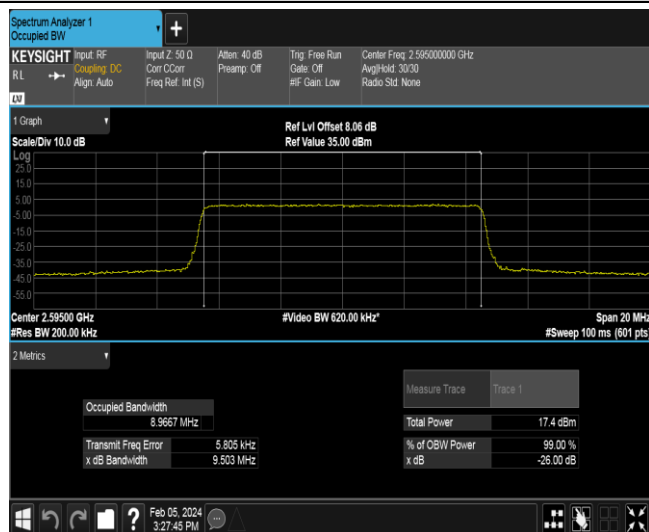 Spectrum Analyzer 1
Occupied BW
+
KEYSIGHT
RL
LXI
Input: RF
Coupling: DC
Align: Auto
Input Z: 50 Ω
Corr CCorr
Freq Ref: Int (S)
Atten: 40 dB
Preamp: Off
Trig: Free Run
Gate: Off
#IF Gain: Low
Center Freq: 2.595000000 GHz
Avg|Hold: 30/30
Radio Std: None
1 Graph
Scale/Div 10.0 dB
Ref Lvl Offset 8.06 dB
Ref Value 35.00 dBm
Log
25.0
15.0
5.00
-5.00
-15.0
-25.0
-35.0
-45.0
-55.0
Center 2.59500 GHz
#Res BW 200.00 kHz
#Video BW 620.00 kHz*
Span 20 MHz
#Sweep 100 ms (601 pts)
2 Metrics
Measure Trace Trace 1
Occupied Bandwidth
8.9667 MHz
Total Power 17.4 dBm
Transmit Freq Error 5.805 kHz
% of OBW Power 99.00 %
x dB Bandwidth 9.503 MHz
x dB -26.00 dB
?
Feb 05, 2024
3:27:45 PM